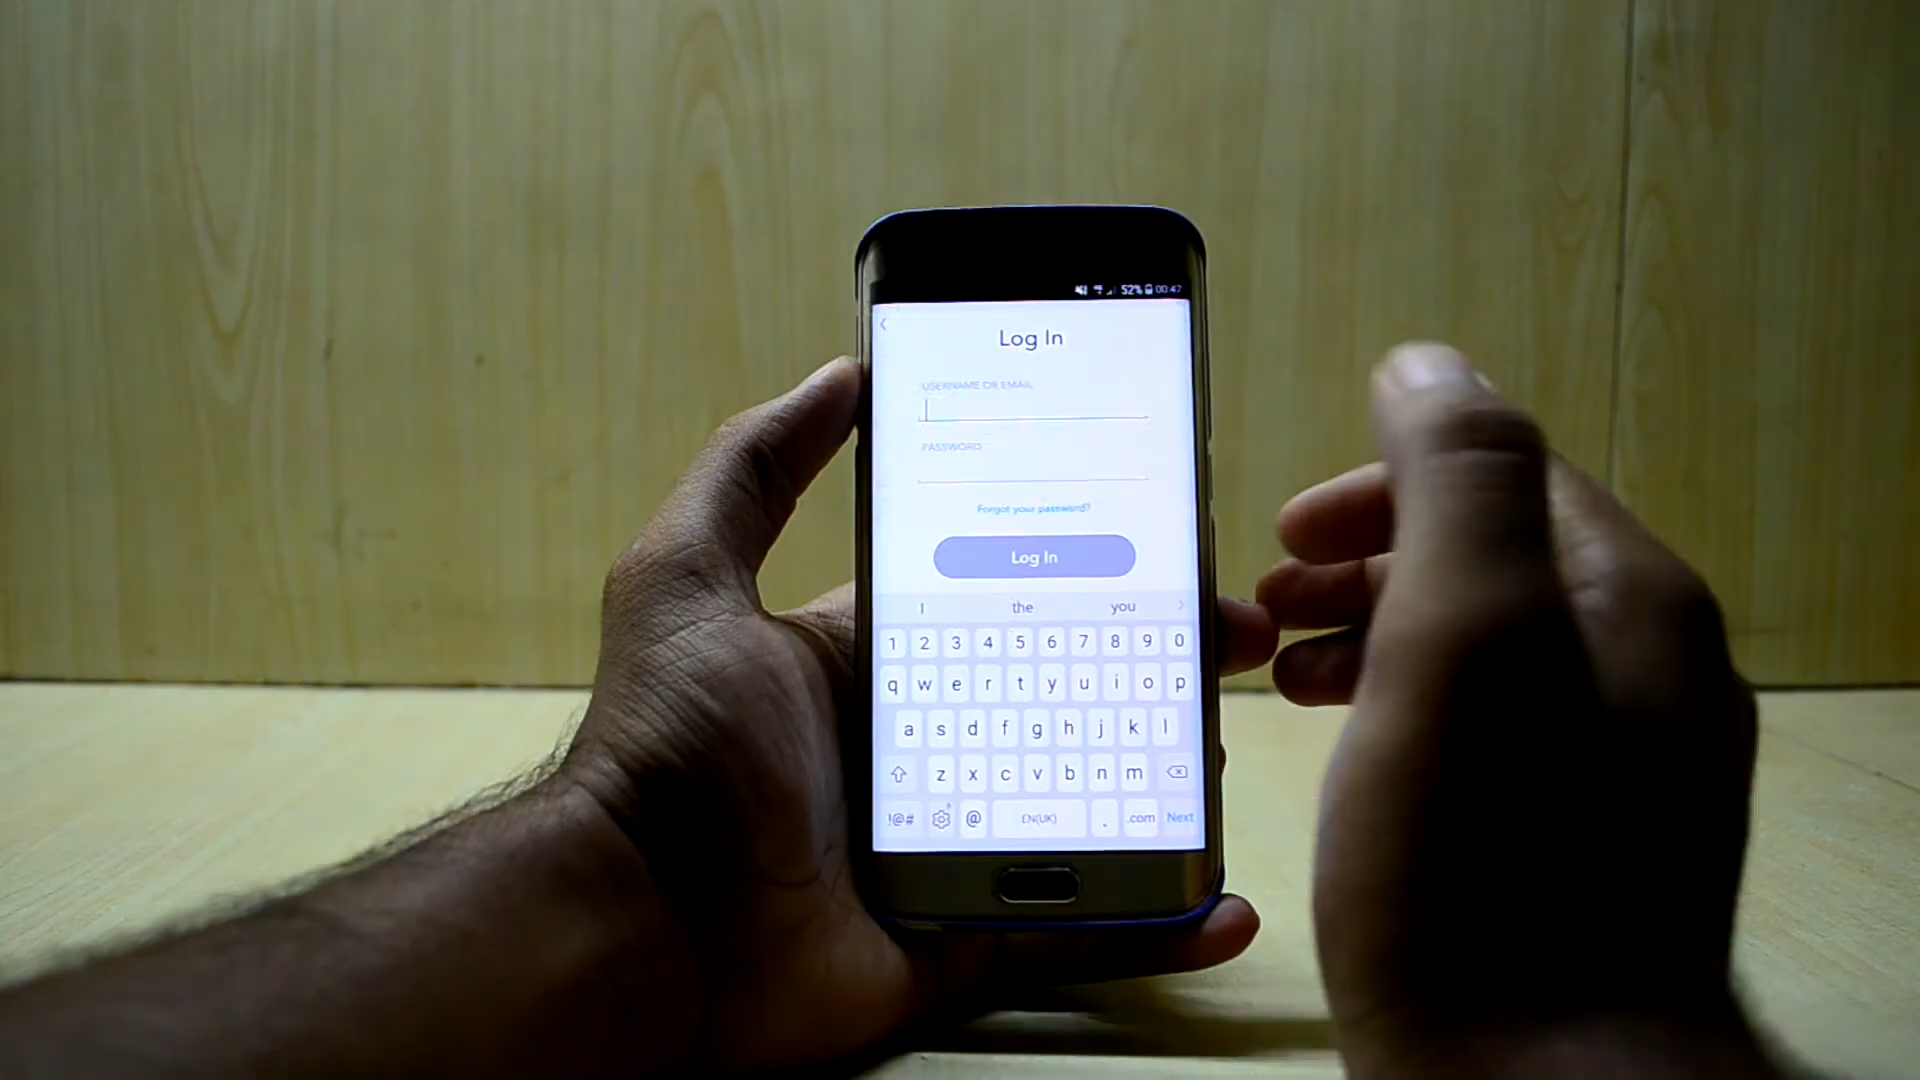 52% 00:47
Log In
USERNAME OR EMAIL
PASSWORD
Forgot your password?
Log In
I the you
1 2 3 4 5 6 7 8 9 0
q w e r t y u i o p
a s d f g h j k l
z x c v b n m
!@# @ EN(UK) . .com Next